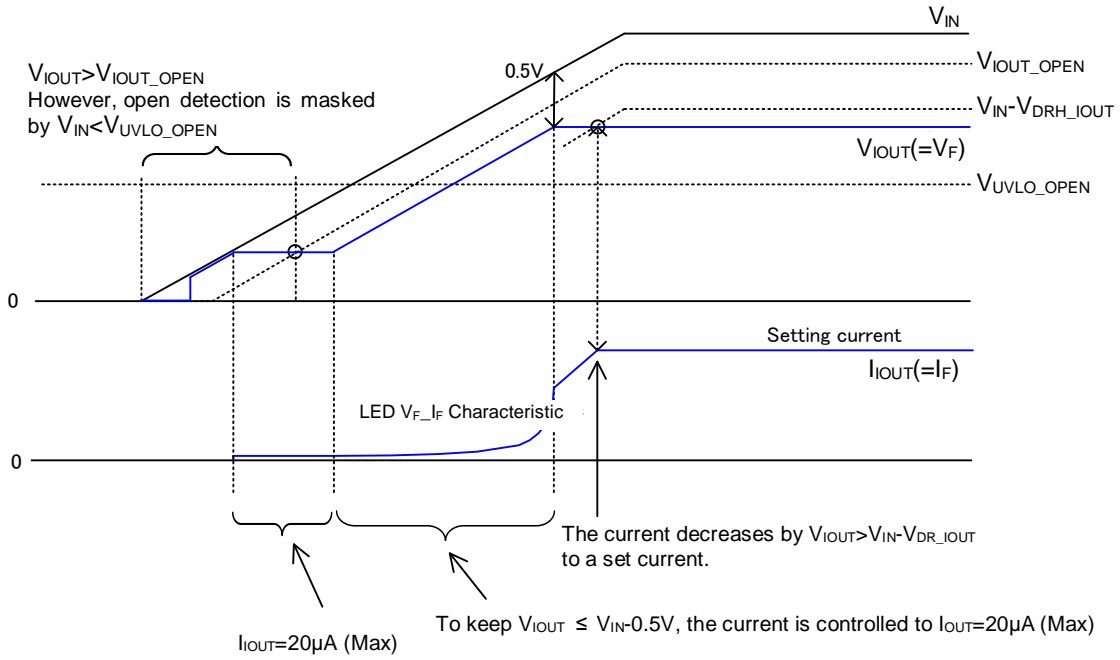 V_IN
0.5V
V_IOUT_OPEN
V_IOUT>V_IOUT_OPEN
However, open detection is masked
by V_IN<V_UVLO_OPEN
V_IN-V_DRH_IOUT
V_IOUT(=V_F)
V_UVLO_OPEN
0
Setting current
I_IOUT(=I_F)
LED V_F_I_F Characteristic
0
The current decreases by V_IOUT>V_IN-V_DR_IOUT
to a set current.
I_IOUT=20µA (Max)
To keep V_IOUT ≤ V_IN-0.5V, the current is controlled to I_OUT=20µA (Max)